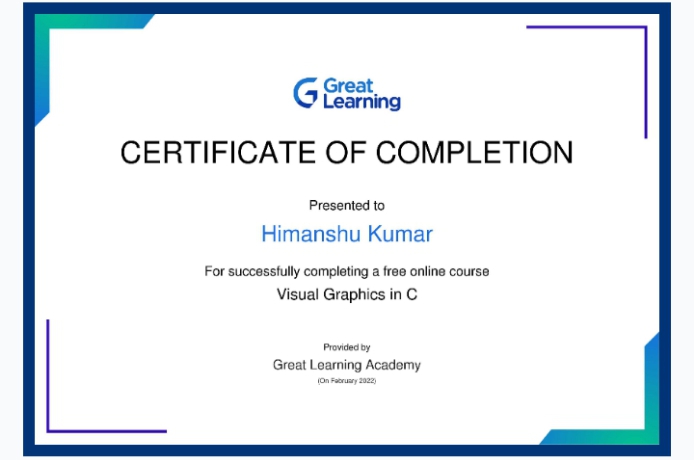 Great
Learning
CERTIFICATE OF COMPLETION
Presented to
Himanshu Kumar
For successfully completing a free online course
Visual Graphics in C
Provided by
Great Learning Academy
(On February 2022)